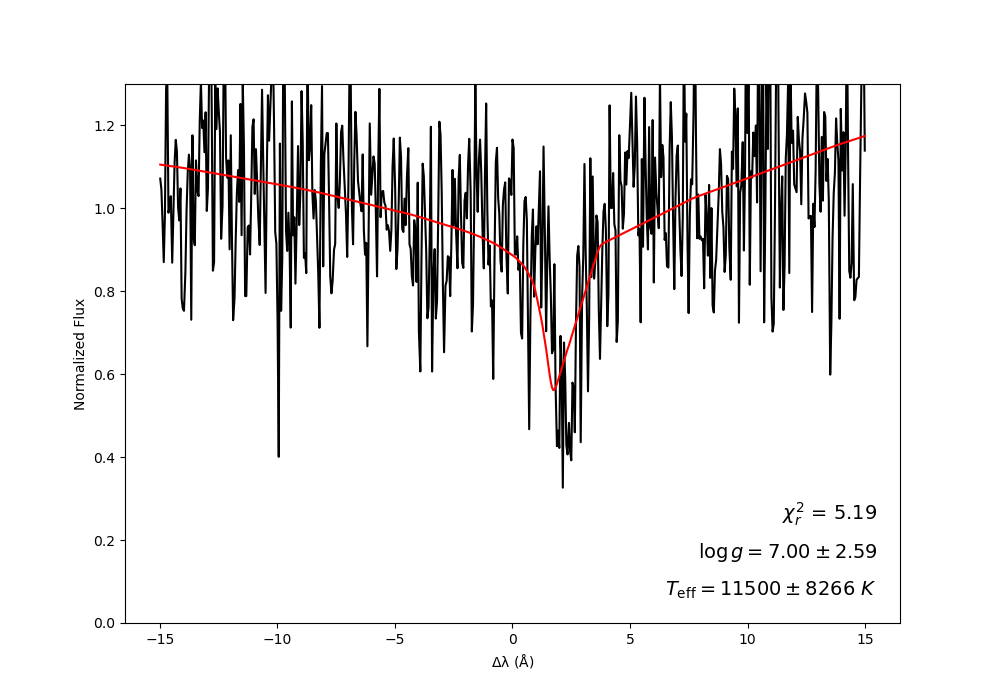 1.2
1.0
0.8
0.6
0.4
0.2
0.0
Normalized Flux
χ²ᵣ = 5.19
log g = 7.00 ± 2.59
T_eff = 11500 ± 8266 K
−15 −10 −5 0 5 10 15
Δλ (Å)